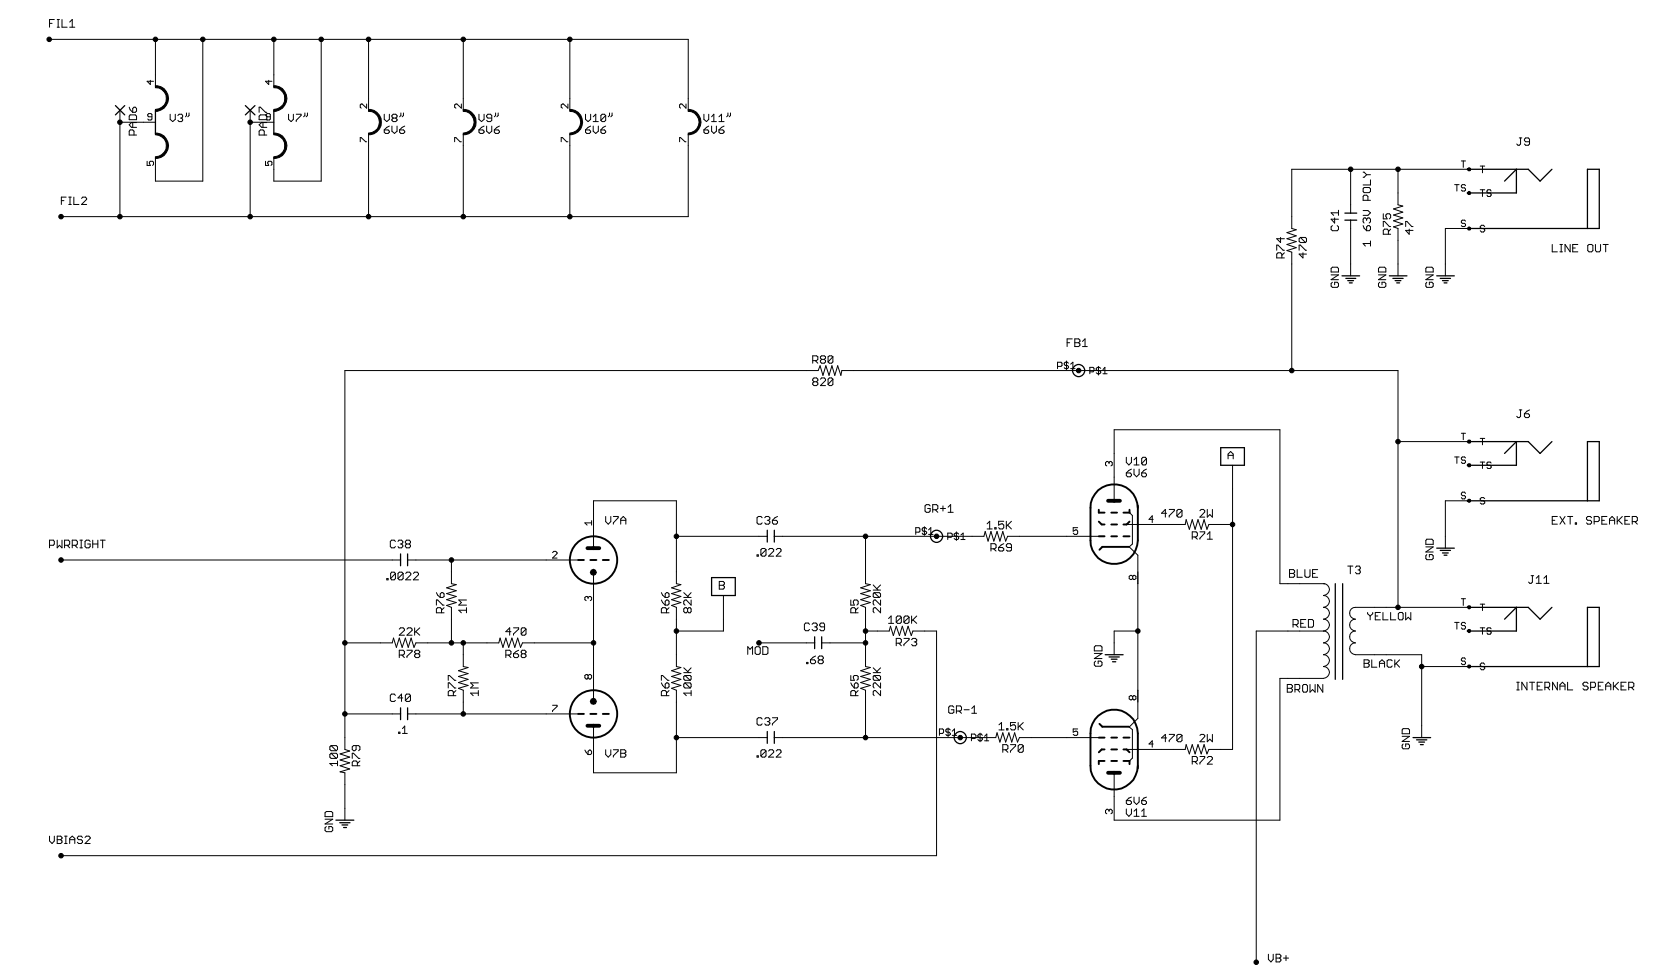 FIL1
4
9
5
PAD6
V3"
4
9
5
PAD7
V7"
2
7
V8"
6V6
2
7
V9"
6V6
2
7
V10"
6V6
2
7
V11"
6V6
FIL2
J9
T T
TS TS
S S
LINE OUT
R74
470
C41
1 63V POLY
R75
47
GND
GND
GND
R80
820
FB1
P$1 P$1
J6
T T
TS TS
S S
EXT. SPEAKER
GND
A
3
V10
6V6
4
470 2W
R71
5
8
PWRRIGHT
C38
.0022
2
1
V7A
3
C36
.022
GR+1
P$1 P$1
1.5K
R69
R76
1M
R66
82K
B
R5
220K
22K
R78
470
R68
MOD
C39
.68
100K
R73
GND
BLUE
T3
RED
YELLOW
BLACK
BROWN
J11
T T
TS TS
S S
INTERNAL SPEAKER
GND
R77
1M
8
R67
100K
R65
220K
C40
.1
7
6
V7B
C37
.022
GR-1
P$1 P$1
1.5K
R70
5
8
4
470 2W
R72
3
6V6
V11
100
R79
GND
VBIAS2
VB+